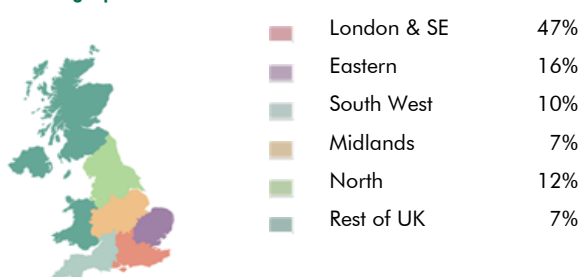 London & SE 47%
Eastern 16%
South West 10%
Midlands 7%
North 12%
Rest of UK 7%